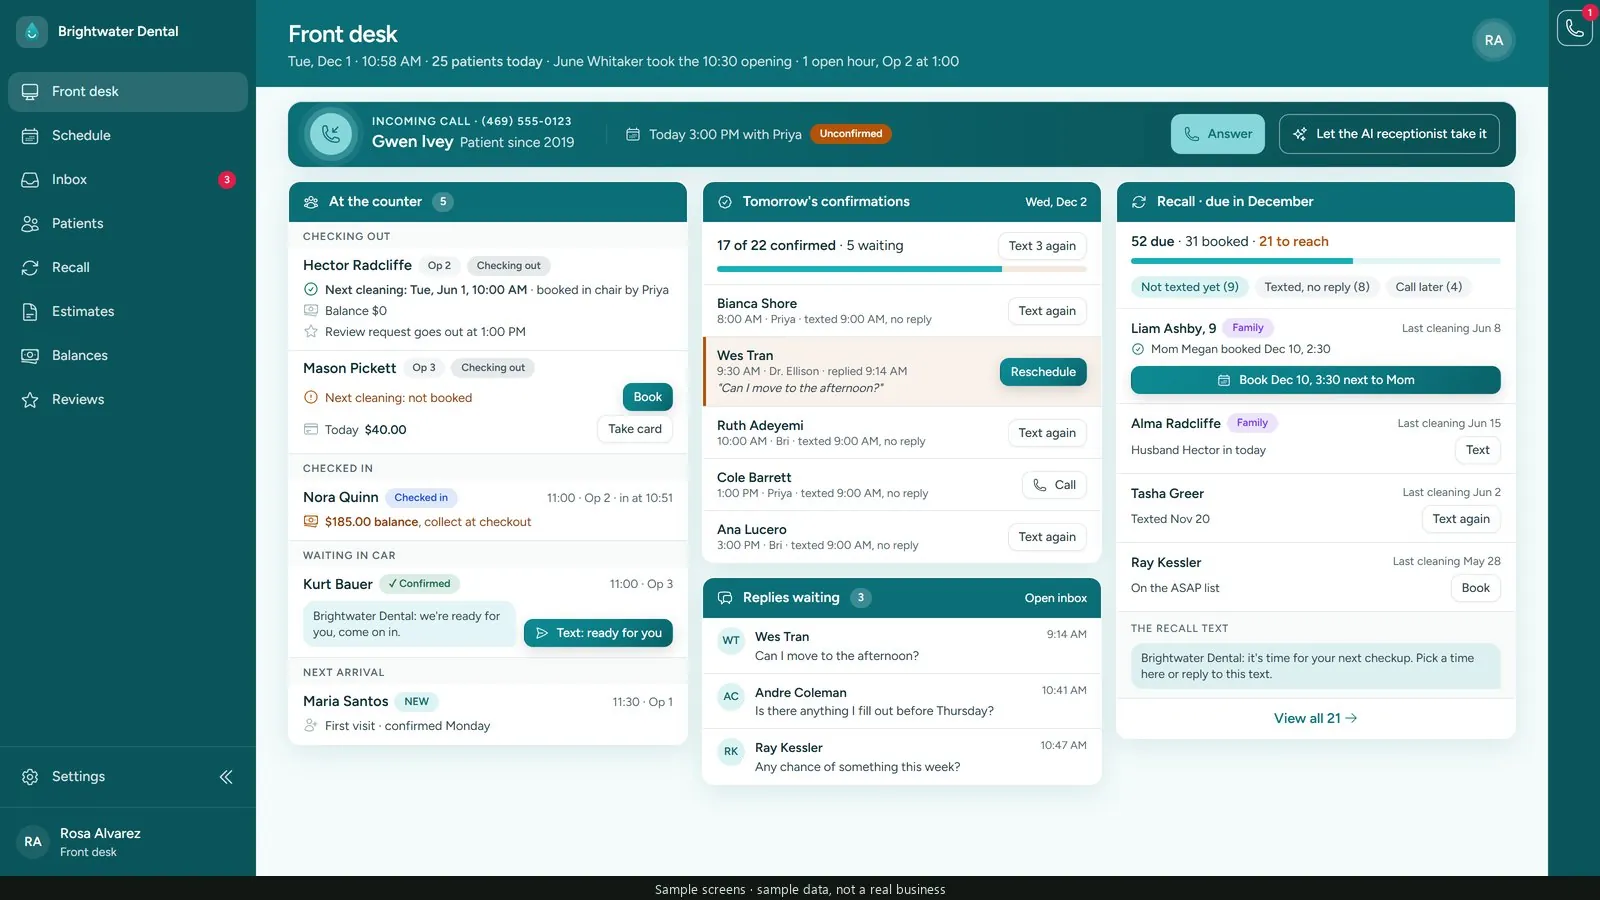 Brightwater Dental
Front desk
Schedule
Inbox 3
Patients
Recall
Estimates
Balances
Reviews
Settings
RA
Rosa Alvarez
Front desk
Front desk
Tue, Dec 1 · 10:58 AM · 25 patients today · June Whitaker took the 10:30 opening · 1 open hour, Op 2 at 1:00
RA
1
INCOMING CALL · (469) 555-0123
Gwen Ivey Patient since 2019
Today 3:00 PM with Priya Unconfirmed
Answer
Let the AI receptionist take it
At the counter 5
CHECKING OUT
Hector Radcliffe Op 2 Checking out
Next cleaning: Tue, Jun 1, 10:00 AM · booked in chair by Priya
Balance $0
Review request goes out at 1:00 PM
Mason Pickett Op 3 Checking out
Next cleaning: not booked Book
Today $40.00 Take card
CHECKED IN
Nora Quinn Checked in 11:00 · Op 2 · in at 10:51
$185.00 balance, collect at checkout
WAITING IN CAR
Kurt Bauer ✓ Confirmed 11:00 · Op 3
Brightwater Dental: we're ready for
you, come on in.
Text: ready for you
NEXT ARRIVAL
Maria Santos NEW 11:30 · Op 1
First visit · confirmed Monday
Tomorrow's confirmations Wed, Dec 2
17 of 22 confirmed · 5 waiting Text 3 again
Bianca Shore
8:00 AM · Priya · texted 9:00 AM, no reply
Text again
Wes Tran
9:30 AM · Dr. Ellison · replied 9:14 AM
"Can I move to the afternoon?"
Reschedule
Ruth Adeyemi
10:00 AM · Bri · texted 9:00 AM, no reply
Text again
Cole Barrett
1:00 PM · Priya · texted 9:00 AM, no reply
Call
Ana Lucero
3:00 PM · Bri · texted 9:00 AM, no reply
Text again
Replies waiting 3 Open inbox
WT
Wes Tran 9:14 AM
Can I move to the afternoon?
AC
Andre Coleman 10:41 AM
Is there anything I fill out before Thursday?
RK
Ray Kessler 10:47 AM
Any chance of something this week?
Recall · due in December
52 due · 31 booked · 21 to reach
Not texted yet (9) Texted, no reply (8) Call later (4)
Liam Ashby, 9 Family Last cleaning Jun 8
Mom Megan booked Dec 10, 2:30
Book Dec 10, 3:30 next to Mom
Alma Radcliffe Family Last cleaning Jun 15
Husband Hector in today Text
Tasha Greer Last cleaning Jun 2
Texted Nov 20 Text again
Ray Kessler Last cleaning May 28
On the ASAP list Book
THE RECALL TEXT
Brightwater Dental: it's time for your next checkup. Pick a time
here or reply to this text.
View all 21 →
Sample screens · sample data, not a real business